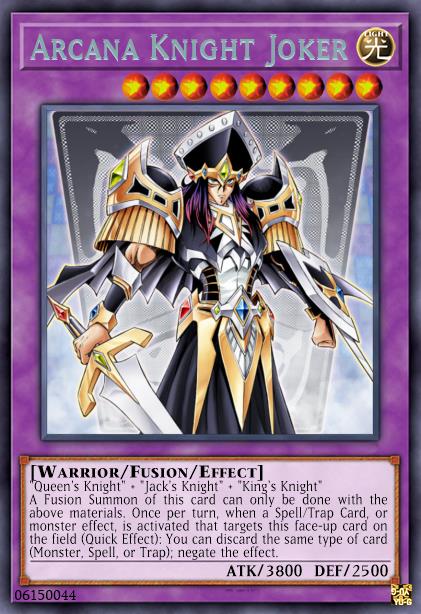 ARCANA KNIGHT JOKER
LIGHT
光
[WARRIOR/FUSION/EFFECT]
"Queen's Knight" + "Jack's Knight" + "King's Knight"
A Fusion Summon of this card can only be done with the
above materials. Once per turn, when a Spell/Trap Card, or
monster effect, is activated that targets this face-up card on
the field (Quick Effect): You can discard the same type of card
(Monster, Spell, or Trap); negate the effect.
ATK/3800 DEF/2500
06150044